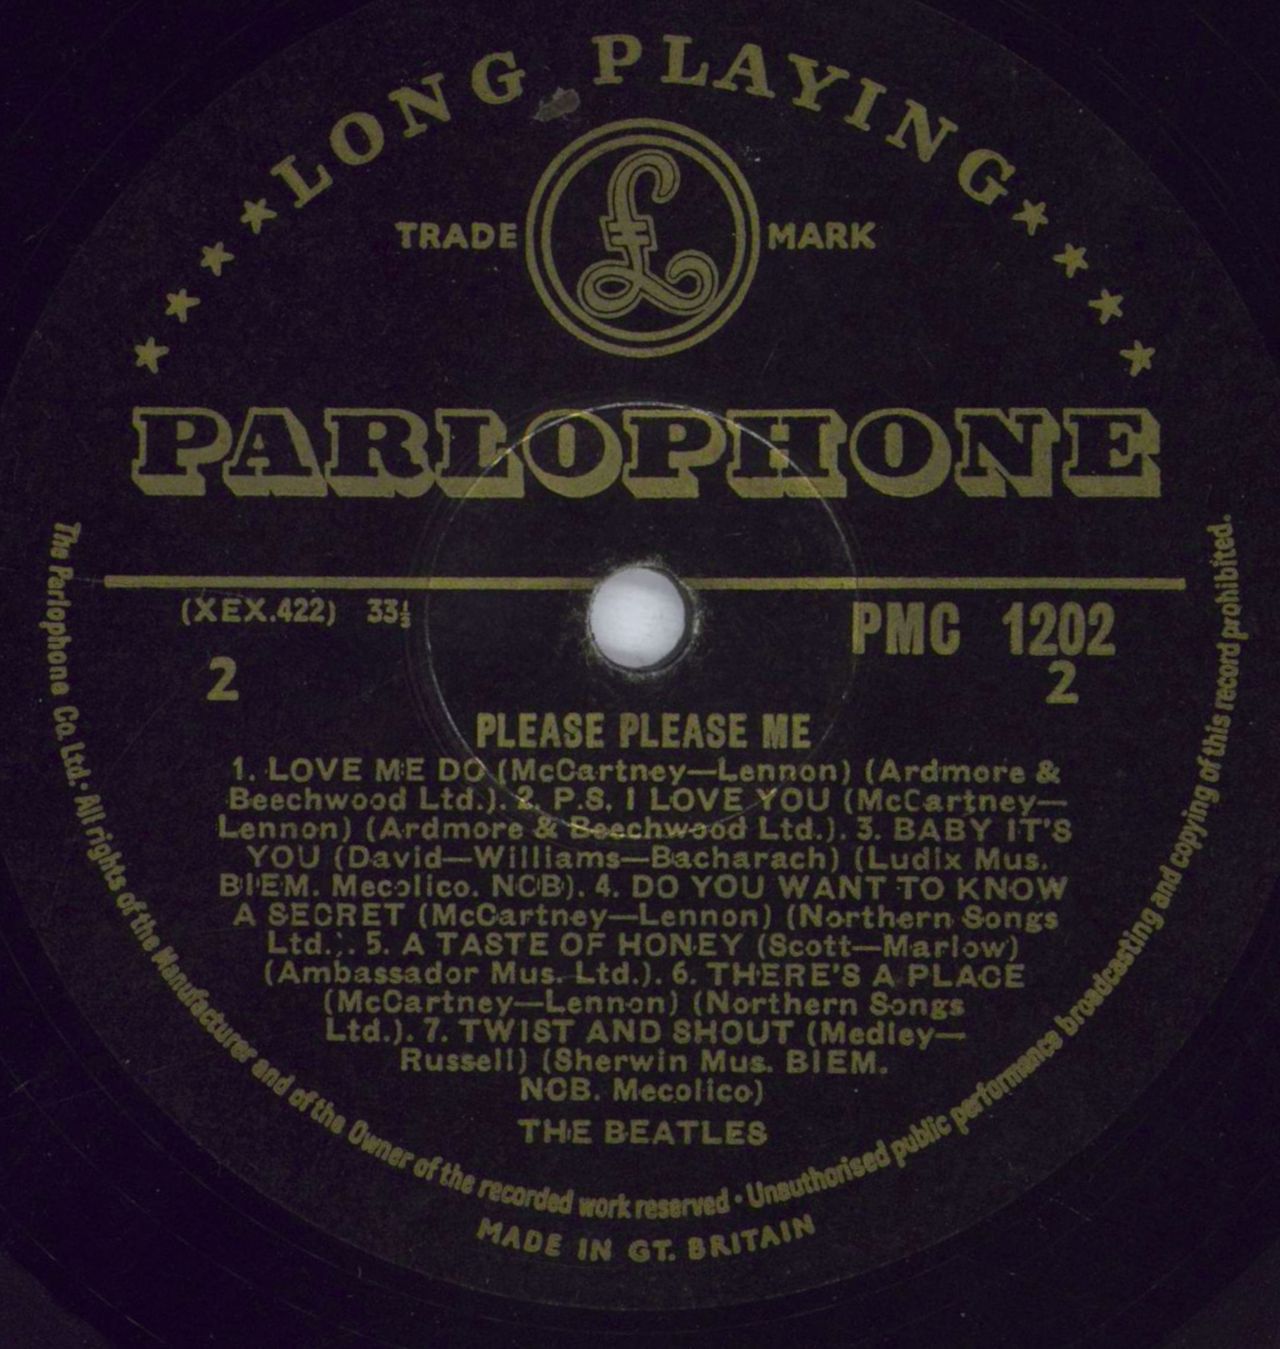 ★★★★ LONG PLAYING ★★★★
TRADE £ MARK
PARLOPHONE
(XEX.422) 33⅓
PMC 1202
2
2
PLEASE PLEASE ME
1. LOVE ME DO (McCartney—Lennon) (Ardmore &
Beechwood Ltd.). 2. P.S. I LOVE YOU (McCartney—
Lennon) (Ardmore & Beechwood Ltd.). 3. BABY IT'S
YOU (David—Williams—Bacharach) (Ludix Mus.
BIEM. Mecolico. NCB). 4. DO YOU WANT TO KNOW
A SECRET (McCartney—Lennon) (Northern Songs
Ltd.). 5. A TASTE OF HONEY (Scott—Marlow)
(Ambassador Mus. Ltd.). 6. THERE'S A PLACE
(McCartney—Lennon) (Northern Songs
Ltd.). 7. TWIST AND SHOUT (Medley—
Russell) (Sherwin Mus. BIEM.
NCB. Mecolico)
THE BEATLES
The Parlophone Co. Ltd. · All rights of the Manufacturer and of the Owner of the recorded work reserved · Unauthorised public performance broadcasting and copying of this record prohibited.
MADE IN GT. BRITAIN